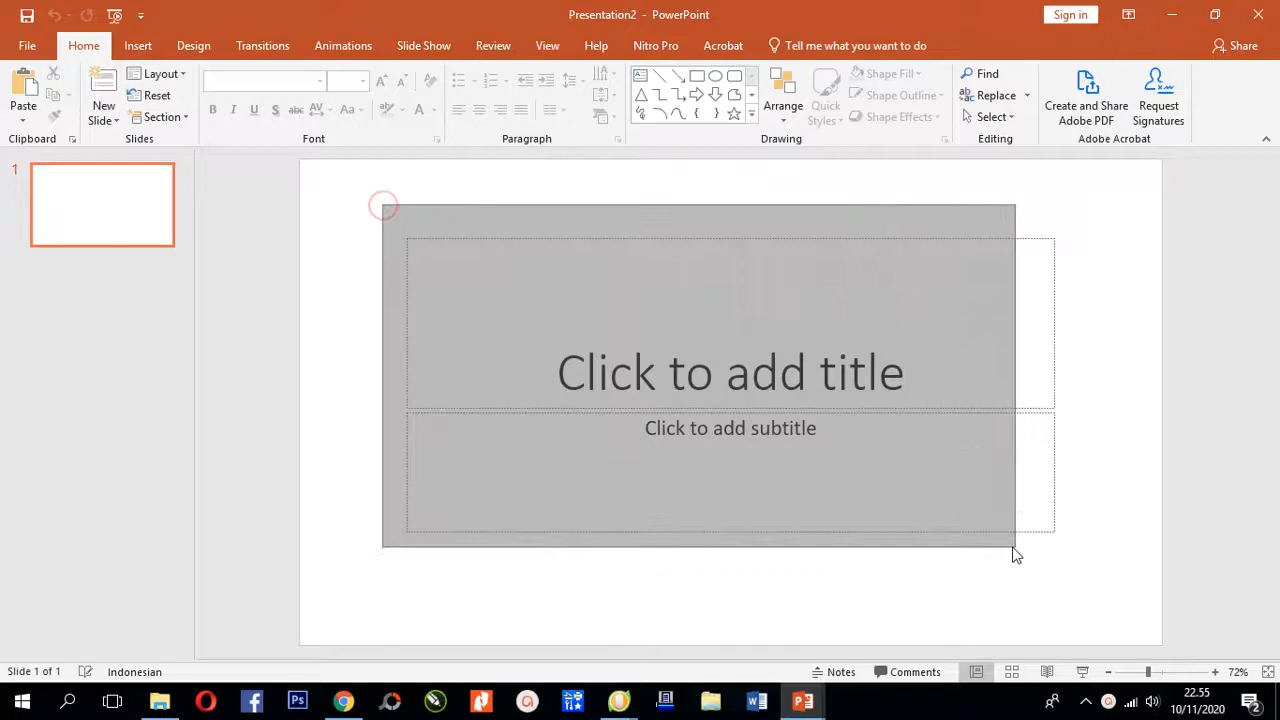 Presentation2 - PowerPoint
Sign in
File Home Insert Design Transitions Animations Slide Show Review View Help Nitro Pro Acrobat Tell me what you want to do Share
Paste
Clipboard
New Slide
Layout
Reset
Section
Slides
B I U S abc AV Aa A
Font
Paragraph
Arrange
Quick Styles
Shape Fill
Shape Outline
Shape Effects
Drawing
Find
Replace
Select
Editing
Create and Share Adobe PDF
Request Signatures
Adobe Acrobat
1
Click to add title
Click to add subtitle
Slide 1 of 1 Indonesian Notes Comments 72%
22.55
10/11/2020
2